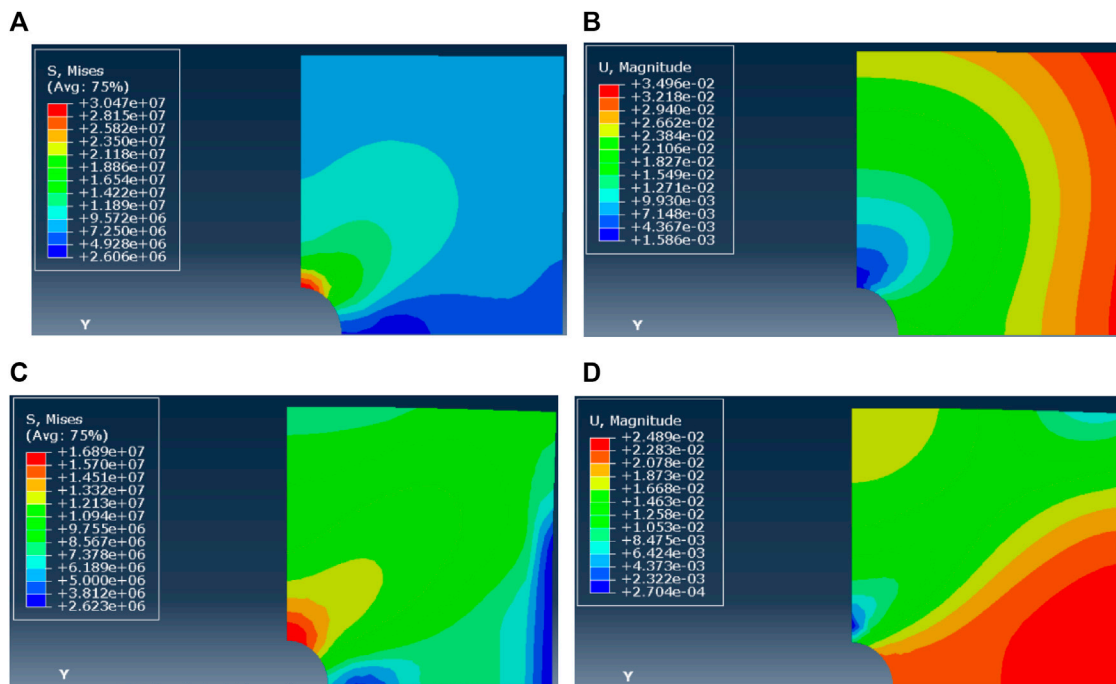 A
S, Mises
(Avg: 75%)
+3.047e+07
+2.815e+07
+2.582e+07
+2.350e+07
+2.118e+07
+1.886e+07
+1.654e+07
+1.422e+07
+1.189e+07
+9.572e+06
+7.250e+06
+4.928e+06
+2.606e+06
Y
B
U, Magnitude
+3.496e-02
+3.218e-02
+2.940e-02
+2.662e-02
+2.384e-02
+2.106e-02
+1.827e-02
+1.549e-02
+1.271e-02
+9.930e-03
+7.148e-03
+4.367e-03
+1.586e-03
Y
C
S, Mises
(Avg: 75%)
+1.689e+07
+1.570e+07
+1.451e+07
+1.332e+07
+1.213e+07
+1.094e+07
+9.755e+06
+8.567e+06
+7.378e+06
+6.189e+06
+5.000e+06
+3.812e+06
+2.623e+06
Y
D
U, Magnitude
+2.489e-02
+2.283e-02
+2.078e-02
+1.873e-02
+1.668e-02
+1.463e-02
+1.258e-02
+1.053e-02
+8.475e-03
+6.424e-03
+4.373e-03
+2.322e-03
+2.704e-04
Y